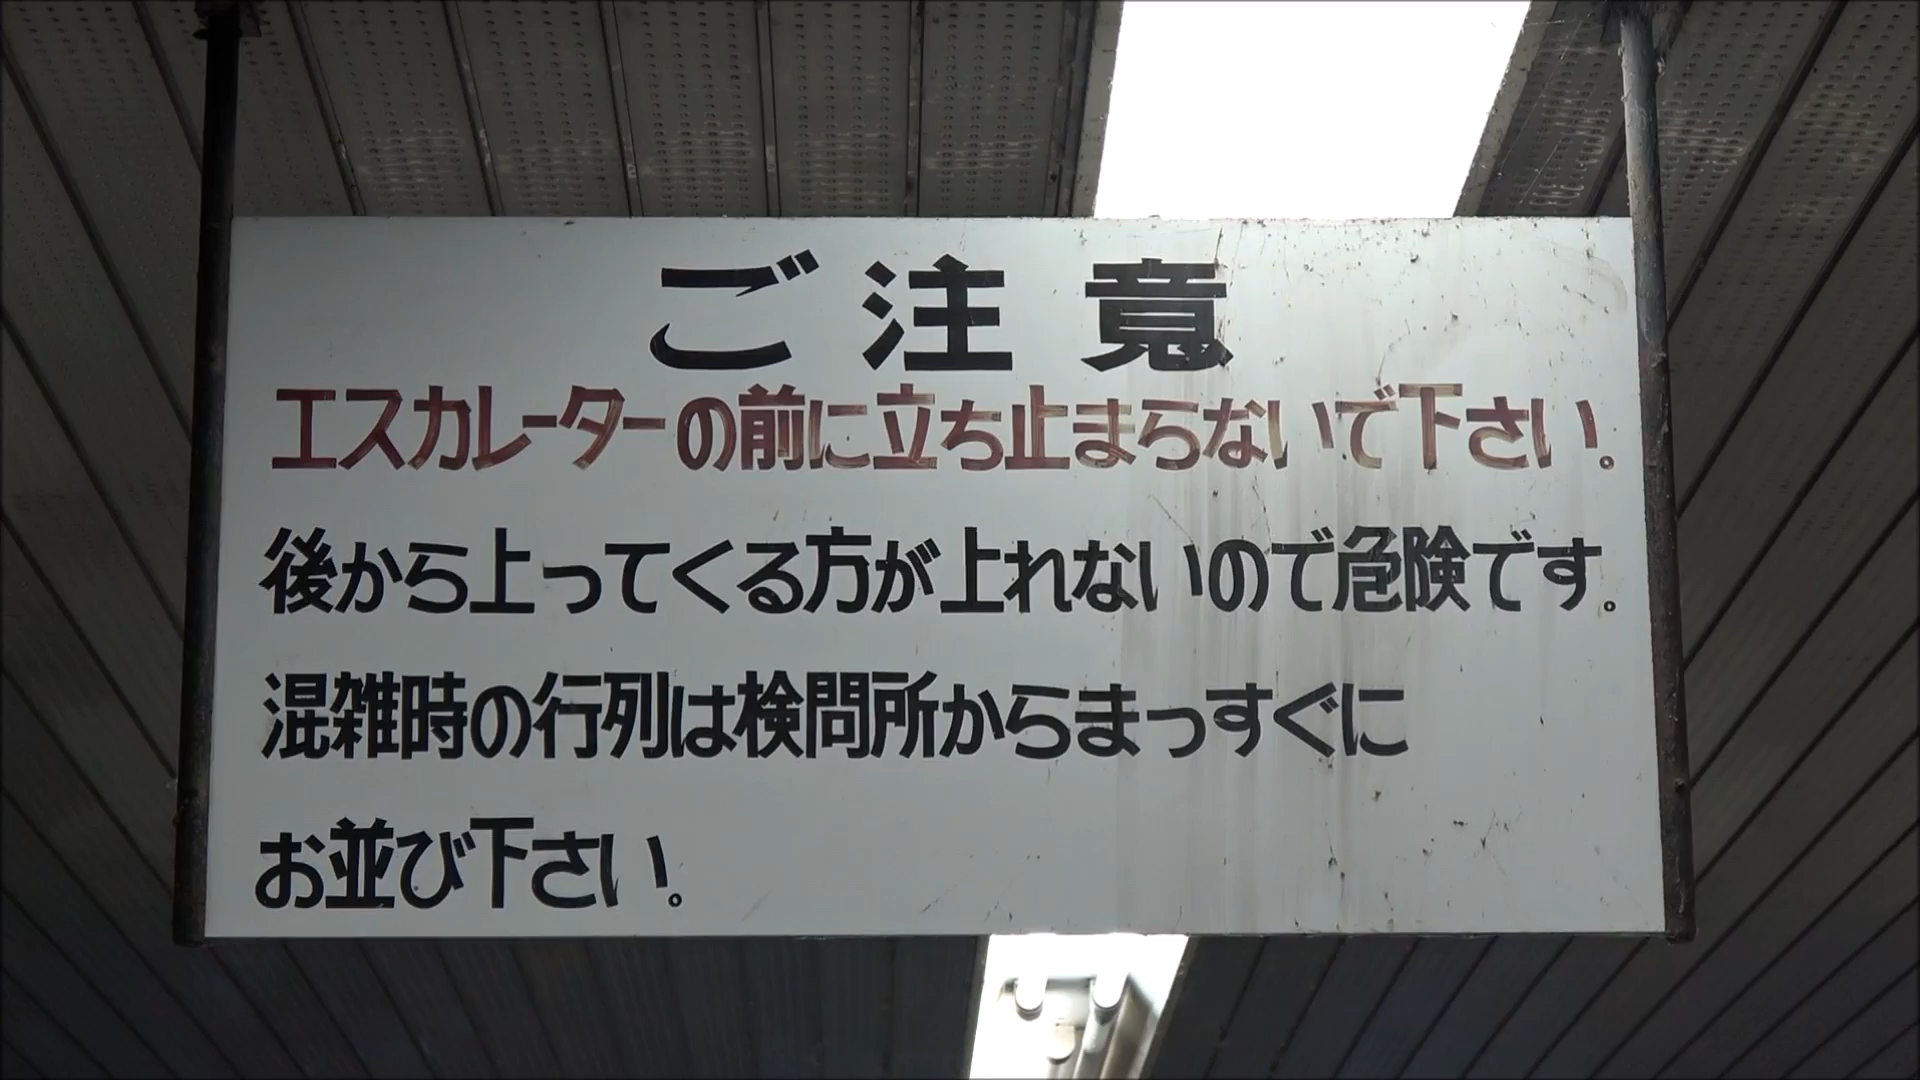 ご注意
エスカレーターの前に立ち止まらないで下さい。
後から上ってくる方が上れないので危険です。
混雑時の行列は検問所からまっすぐに
お並び下さい。